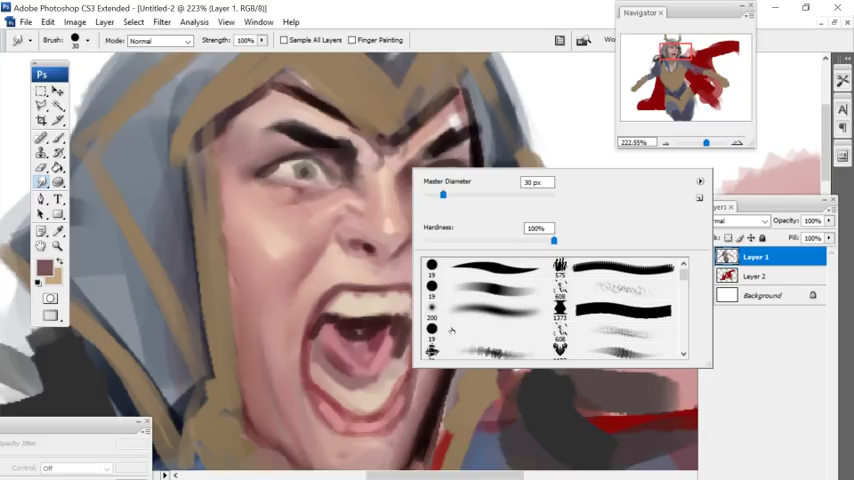 Adobe Photoshop CS3 Extended - [Untitled-2 @ 223% (Layer 1, RGB/8)]
File Edit Image Layer Select Filter Analysis View Window Help
Brush: 30 Mode: Normal Strength: 100% Sample All Layers Finger Painting
Navigator
222.55%
Ps
Master Diameter 30 px
Hardness: 100%
19 575
19 608
200 1373
19 608
Opacity: 100%
Fill: 100%
Layer 1
Layer 2
Background
Opacity Jitter
Control: Off